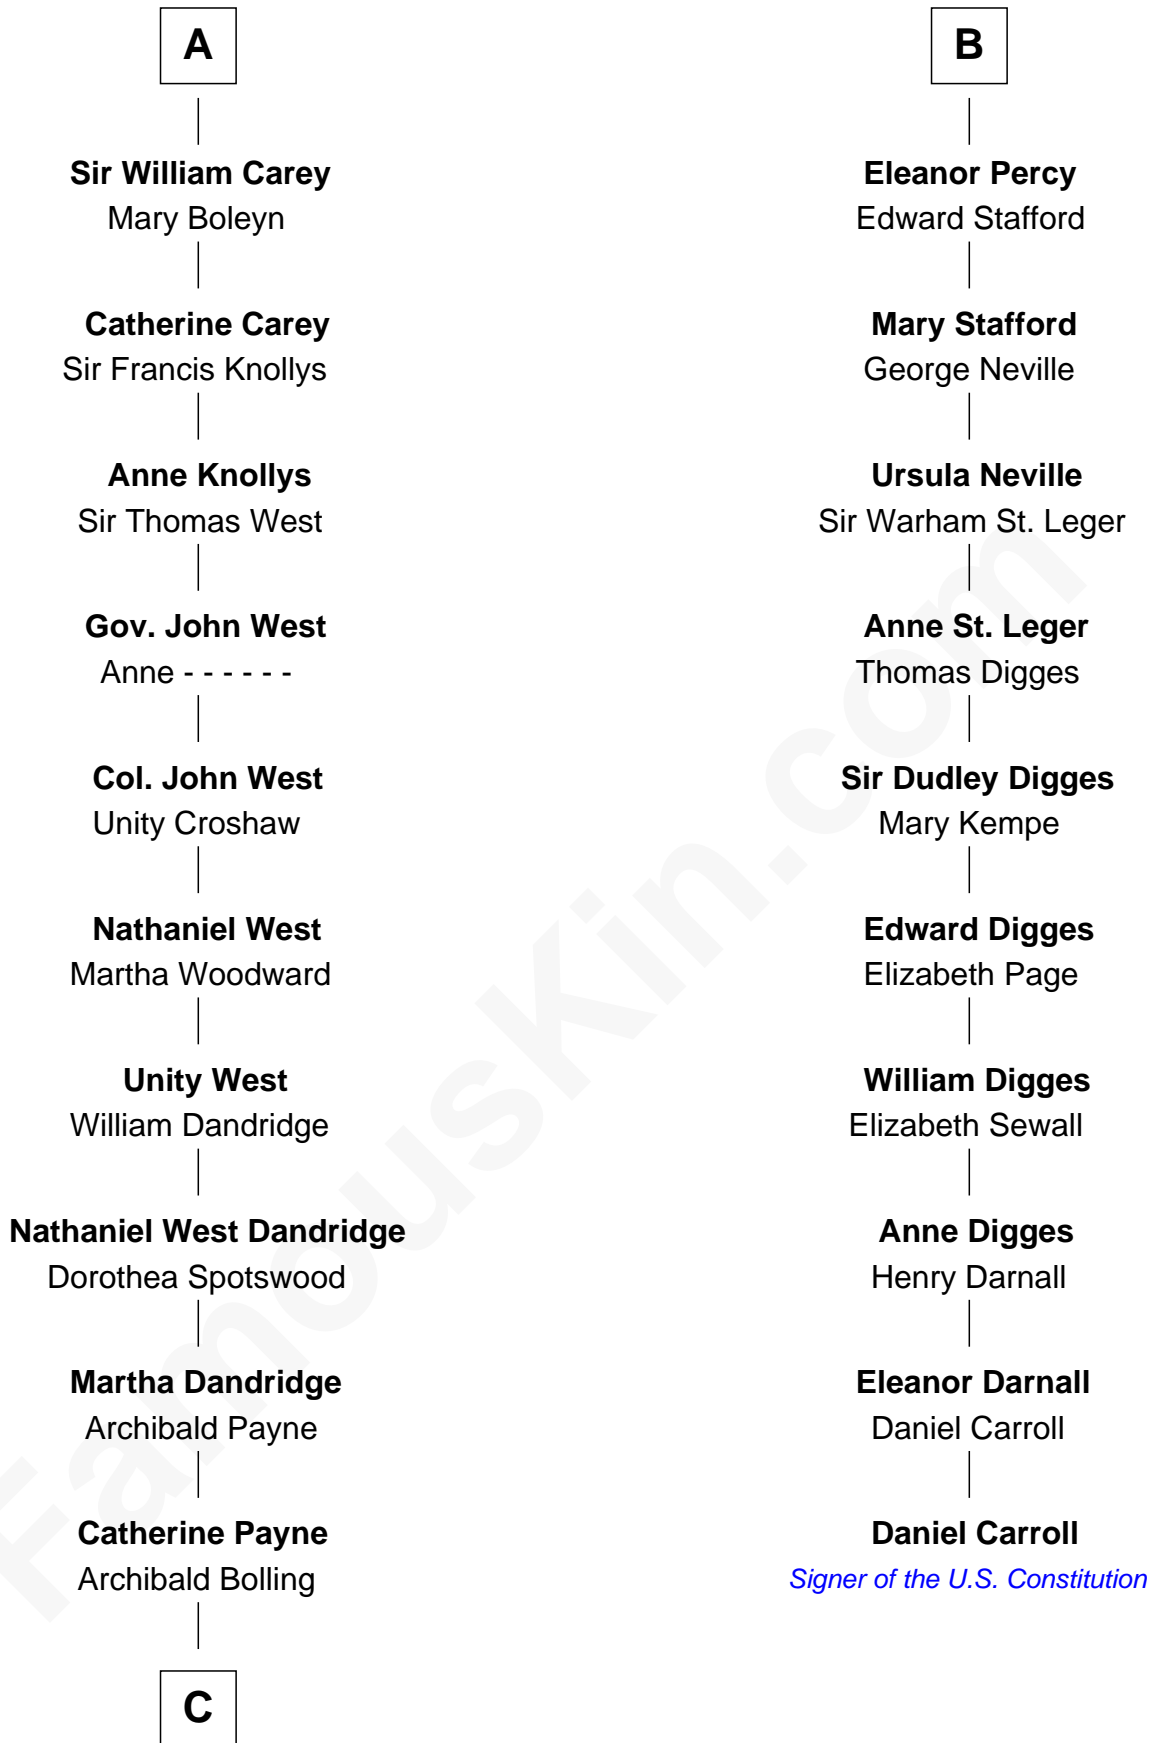 A
Sir William Carey
Mary Boleyn
Catherine Carey
Sir Francis Knollys
Anne Knollys
Sir Thomas West
Gov. John West
Anne - - - - - -
Col. John West
Unity Croshaw
Nathaniel West
Martha Woodward
Unity West
William Dandridge
Nathaniel West Dandridge
Dorothea Spotswood
Martha Dandridge
Archibald Payne
Catherine Payne
Archibald Bolling
C
B
Eleanor Percy
Edward Stafford
Mary Stafford
George Neville
Ursula Neville
Sir Warham St. Leger
Anne St. Leger
Thomas Digges
Sir Dudley Digges
Mary Kempe
Edward Digges
Elizabeth Page
William Digges
Elizabeth Sewall
Anne Digges
Henry Darnall
Eleanor Darnall
Daniel Carroll
Daniel Carroll
Signer of the U.S. Constitution
FamousKin.com